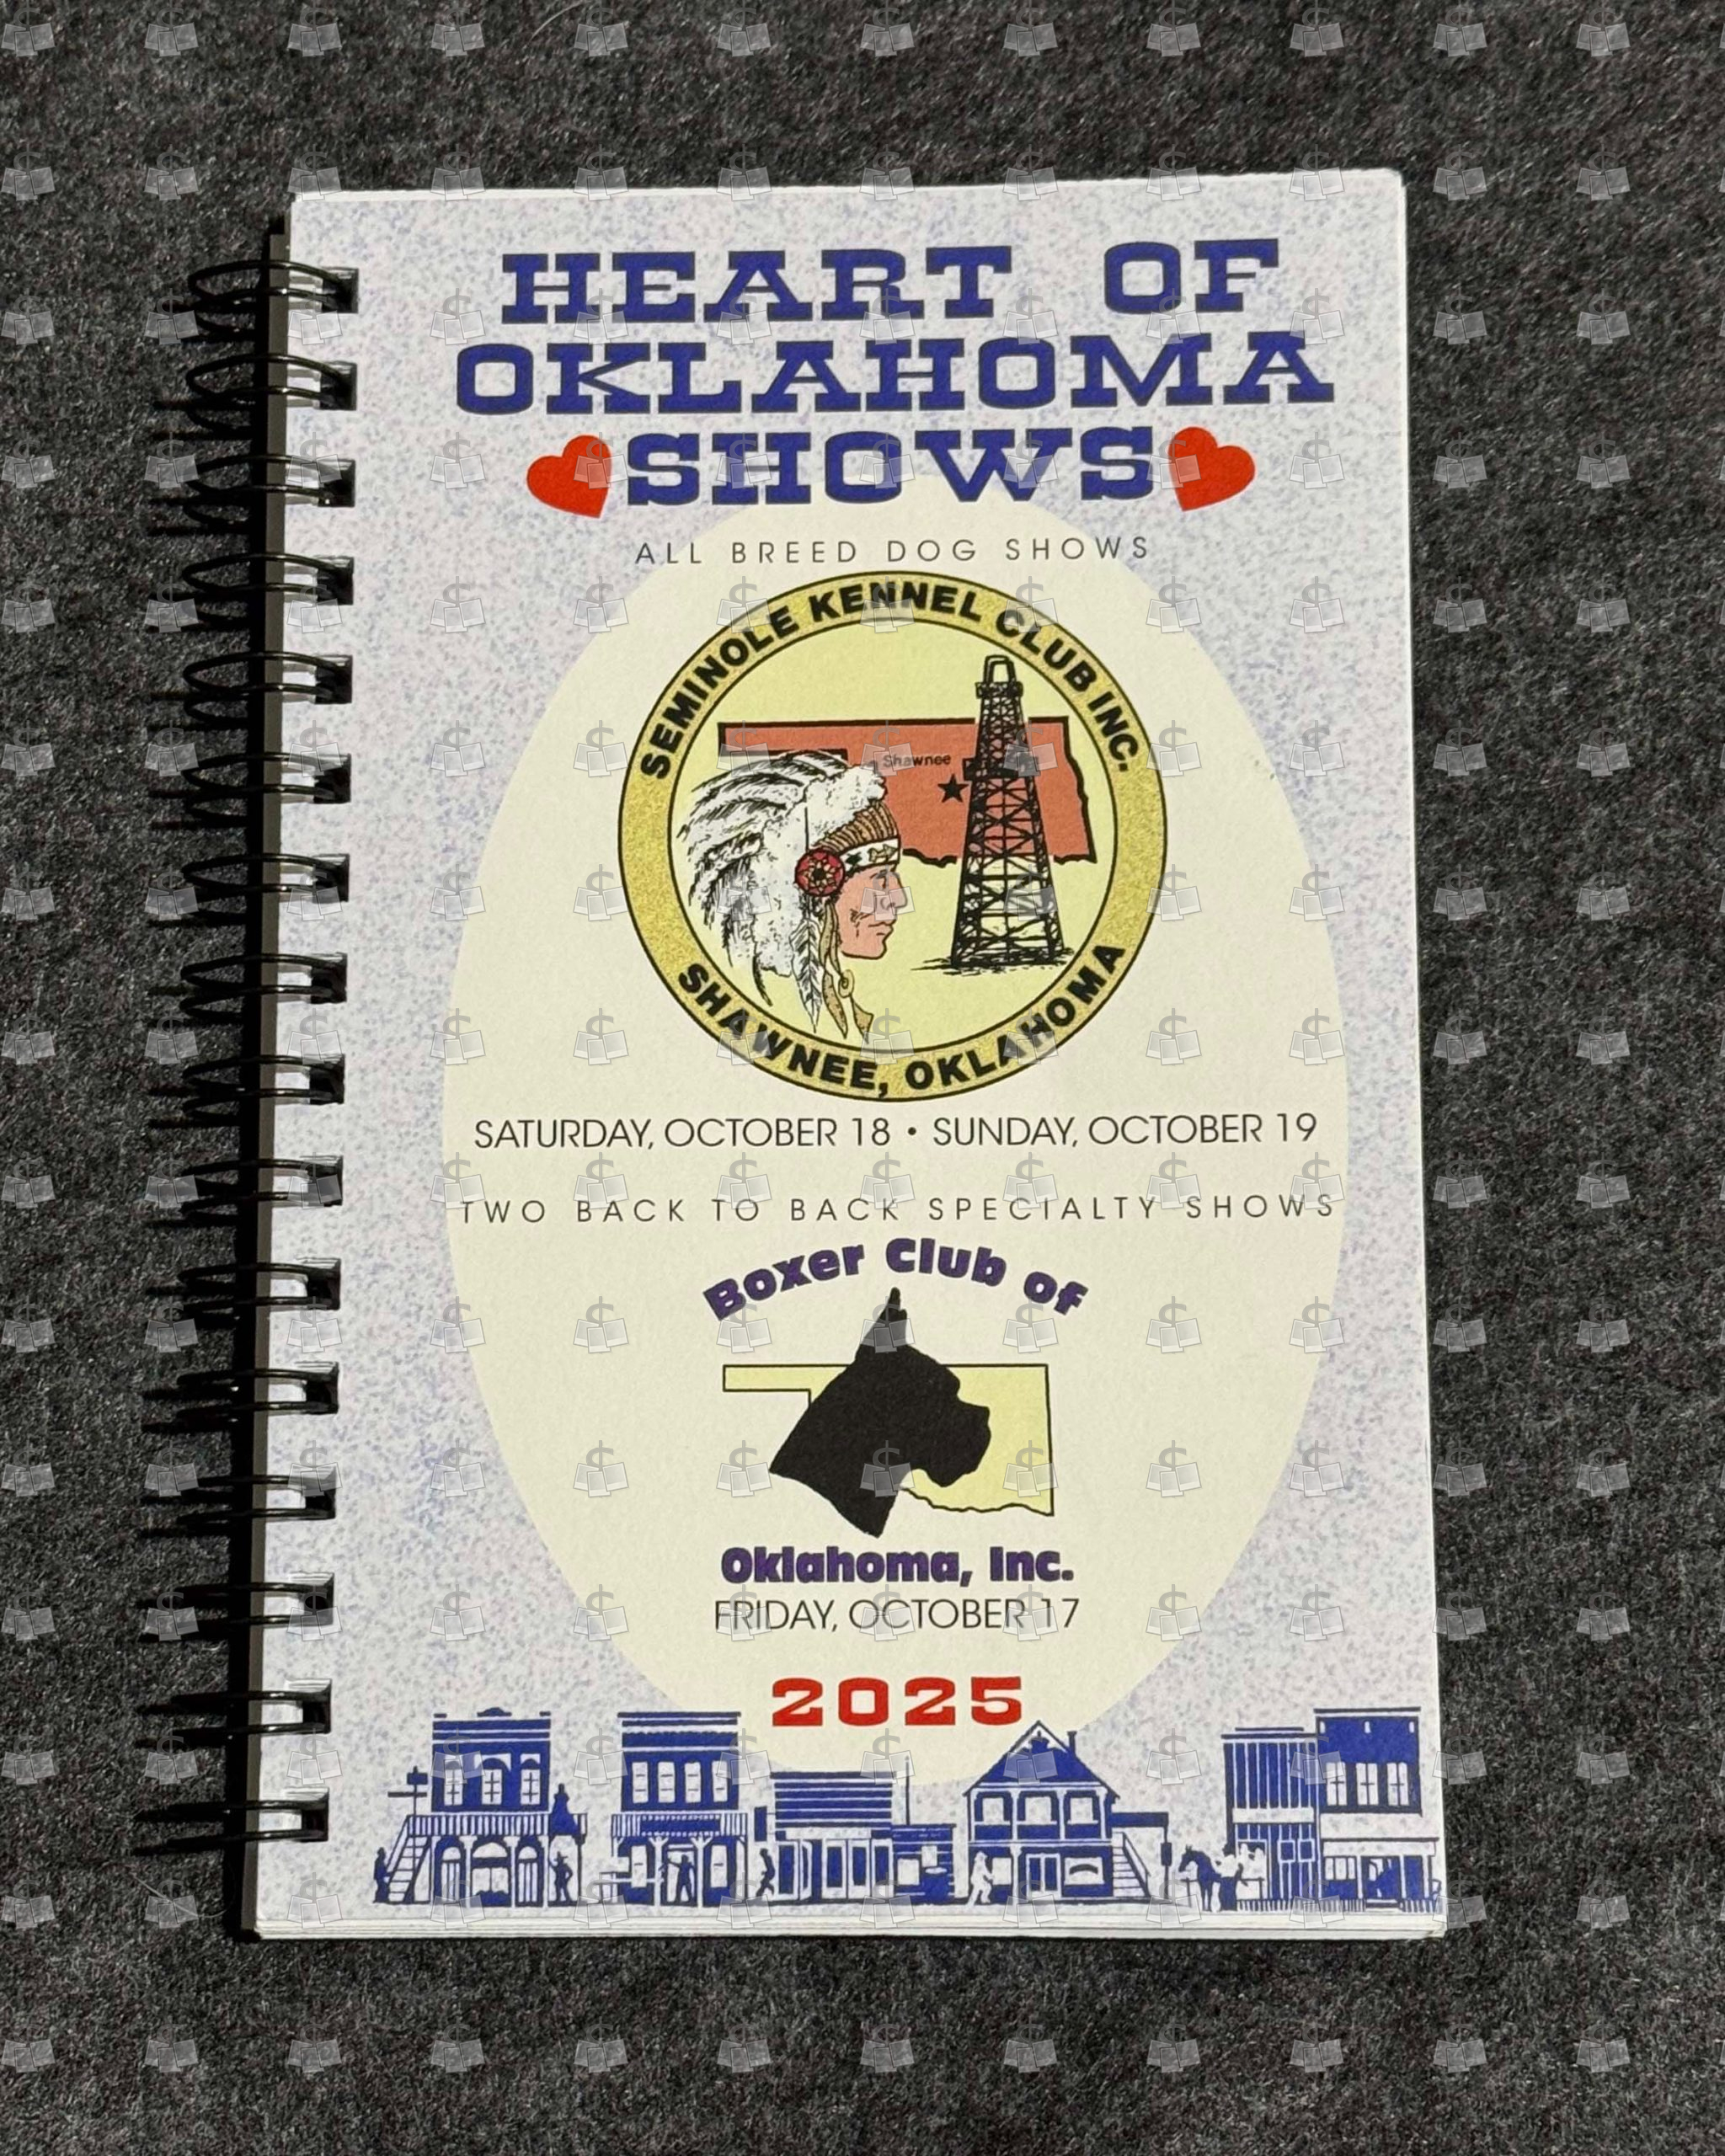 HEART OF
OKLAHOMA
SHOWS
ALL BREED DOG SHOWS
SEMINOLE KENNEL CLUB INC.
Shawnee
SHAWNEE, OKLAHOMA
SATURDAY, OCTOBER 18 • SUNDAY, OCTOBER 19
TWO BACK TO BACK SPECIALTY SHOWS
Boxer Club of
Oklahoma, Inc.
FRIDAY, OCTOBER 17
2025